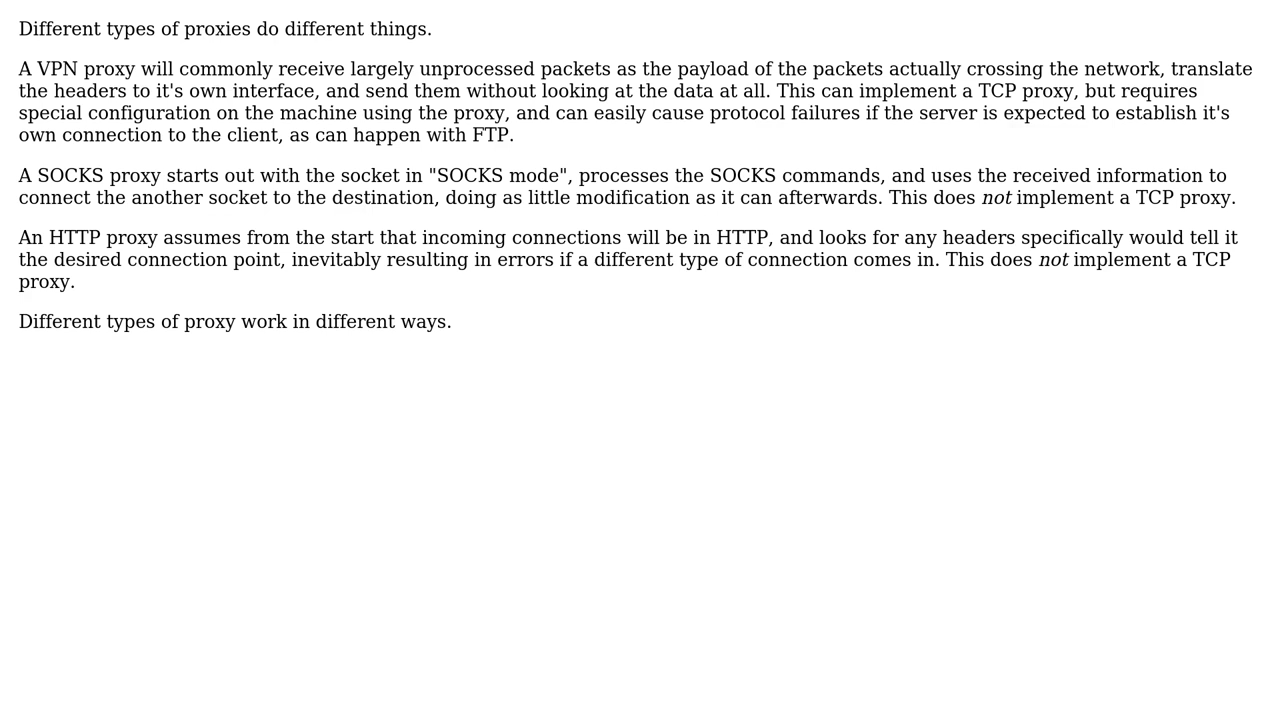 Different types of proxies do different things.
A VPN proxy will commonly receive largely unprocessed packets as the payload of the packets actually crossing the network, translate
the headers to it's own interface, and send them without looking at the data at all. This can implement a TCP proxy, but requires
special configuration on the machine using the proxy, and can easily cause protocol failures if the server is expected to establish it's
own connection to the client, as can happen with FTP.
A SOCKS proxy starts out with the socket in "SOCKS mode", processes the SOCKS commands, and uses the received information to
connect the another socket to the destination, doing as little modification as it can afterwards. This does not implement a TCP proxy.
An HTTP proxy assumes from the start that incoming connections will be in HTTP, and looks for any headers specifically would tell it
the desired connection point, inevitably resulting in errors if a different type of connection comes in. This does not implement a TCP
proxy.
Different types of proxy work in different ways.